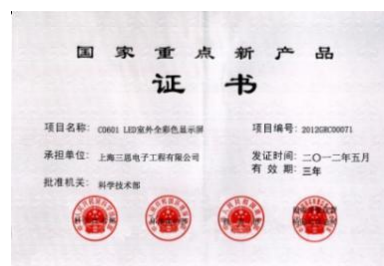 国家重点新产品
证书
项目名称：CD601 LED室外全彩色显示屏
项目编号：2012GRC00071
承担单位：上海三思电子工程有限公司
发证时间：二〇一二年五月
有效期：三年
批准机关：科学技术部